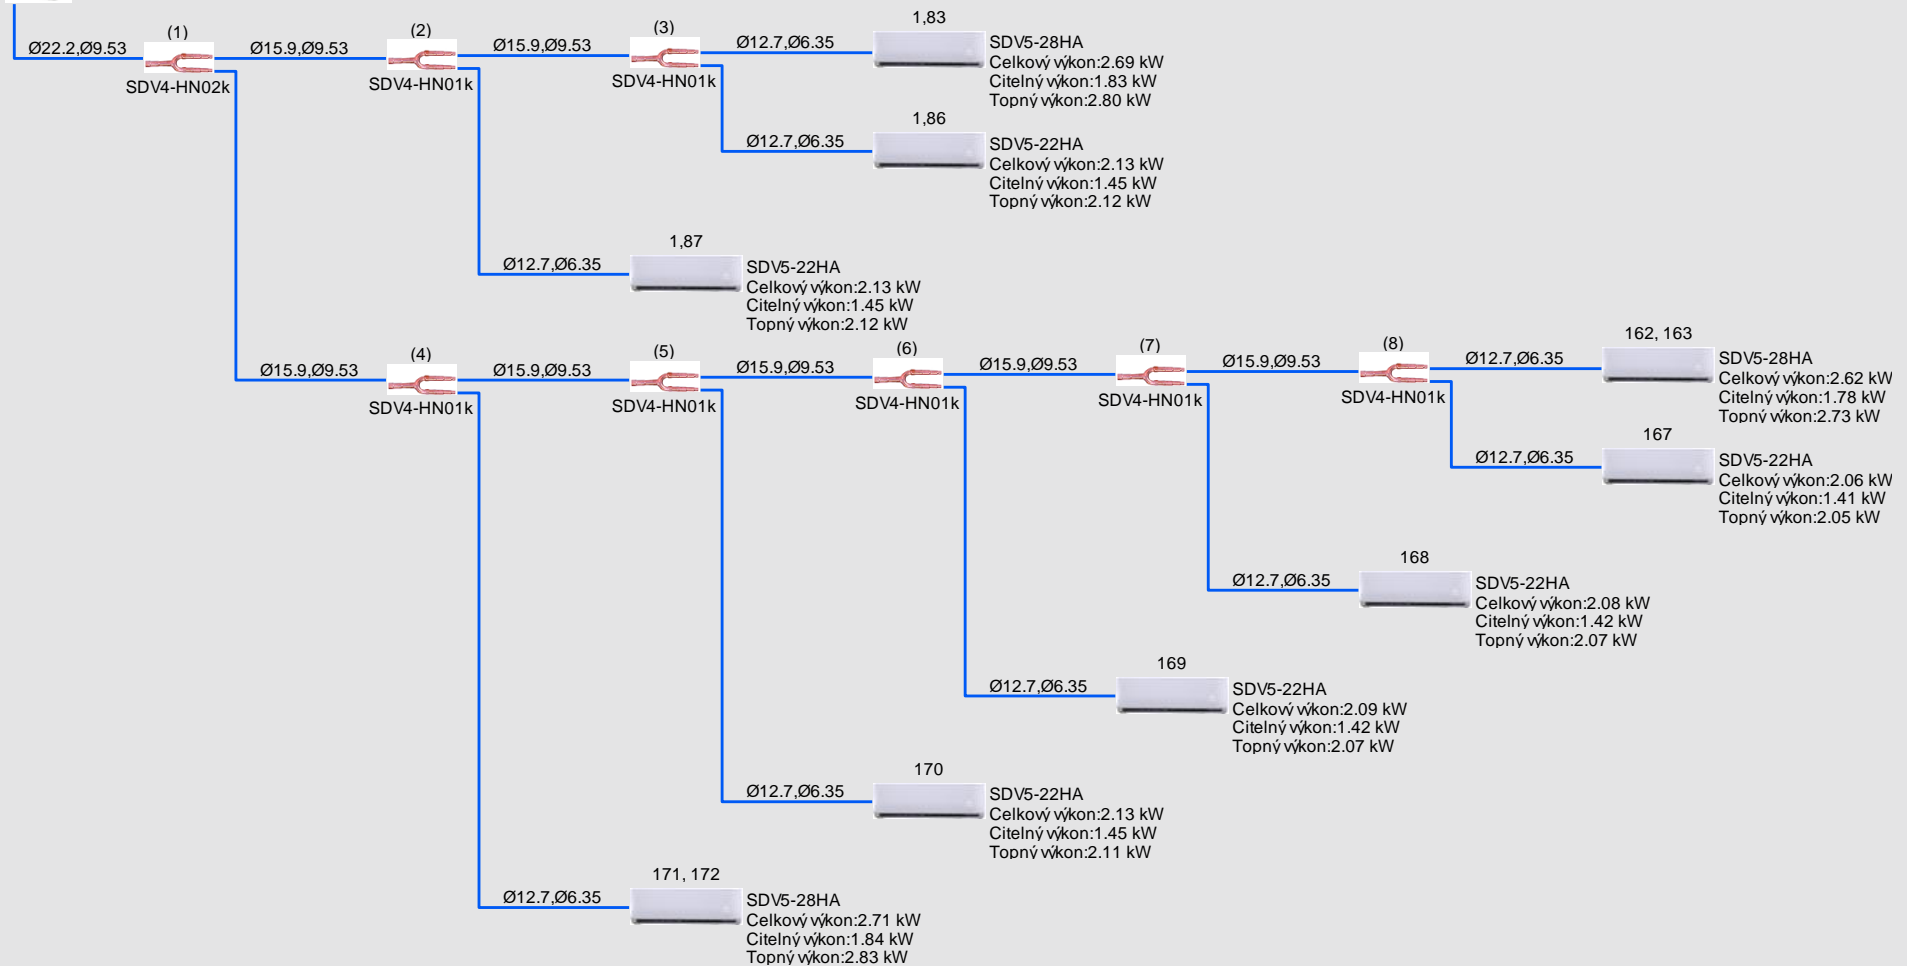 1,83
(1)
(2)
(3)
Ø22.2,Ø9.53
Ø15.9,Ø9.53
Ø15.9,Ø9.53
Ø12.7,Ø6.35
SDV4-HN02k
SDV4-HN01k
SDV4-HN01k
SDV5-28HA
Celkový výkon:2.69 kW
Citelný výkon:1.83 kW
Topný výkon:2.80 kW
1,86
Ø12.7,Ø6.35
SDV5-22HA
Celkový výkon:2.13 kW
Citelný výkon:1.45 kW
Topný výkon:2.12 kW
1,87
Ø12.7,Ø6.35
SDV5-22HA
Celkový výkon:2.13 kW
Citelný výkon:1.45 kW
Topný výkon:2.12 kW
(4)
(5)
(6)
(7)
(8)
162, 163
Ø15.9,Ø9.53
Ø15.9,Ø9.53
Ø15.9,Ø9.53
Ø15.9,Ø9.53
Ø15.9,Ø9.53
Ø12.7,Ø6.35
SDV4-HN01k
SDV4-HN01k
SDV4-HN01k
SDV4-HN01k
SDV4-HN01k
SDV5-28HA
Celkový výkon:2.62 kW
Citelný výkon:1.78 kW
Topný výkon:2.73 kW
167
Ø12.7,Ø6.35
SDV5-22HA
Celkový výkon:2.06 kW
Citelný výkon:1.41 kW
Topný výkon:2.05 kW
168
Ø12.7,Ø6.35
SDV5-22HA
Celkový výkon:2.08 kW
Citelný výkon:1.42 kW
Topný výkon:2.07 kW
169
Ø12.7,Ø6.35
SDV5-22HA
Celkový výkon:2.09 kW
Citelný výkon:1.42 kW
Topný výkon:2.07 kW
170
Ø12.7,Ø6.35
SDV5-22HA
Celkový výkon:2.13 kW
Citelný výkon:1.45 kW
Topný výkon:2.11 kW
171, 172
Ø12.7,Ø6.35
SDV5-28HA
Celkový výkon:2.71 kW
Citelný výkon:1.84 kW
Topný výkon:2.83 kW